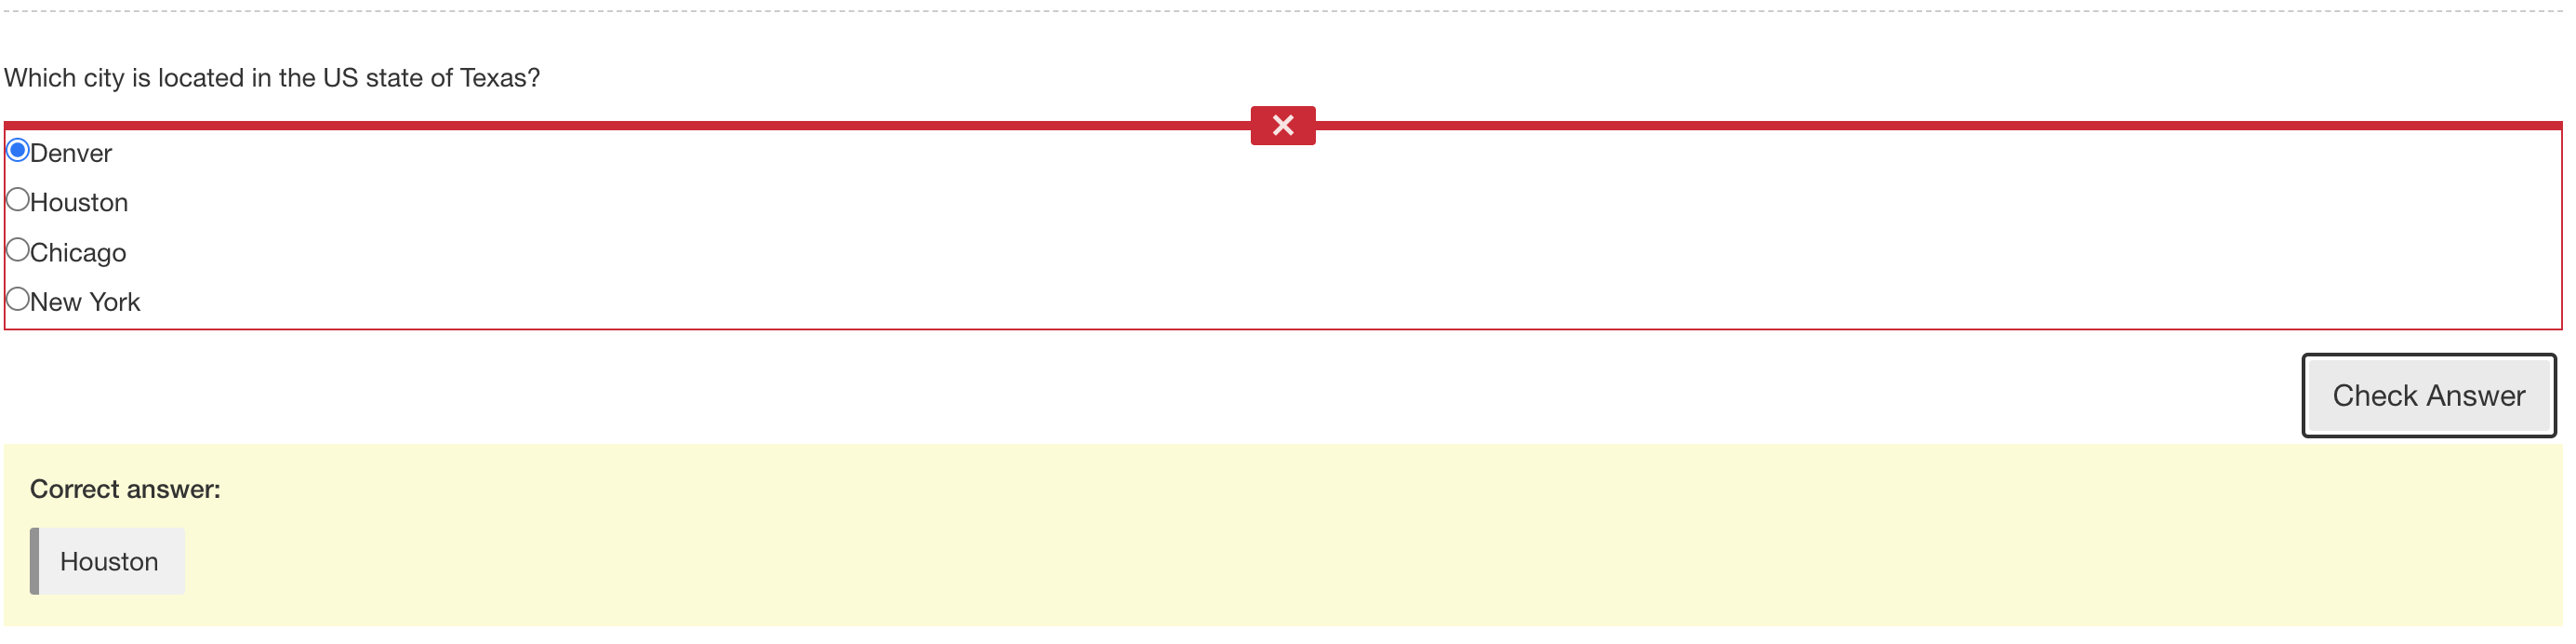 Which city is located in the US state of Texas?
Denver
Houston
Chicago
New York
Check Answer
Correct answer:
Houston